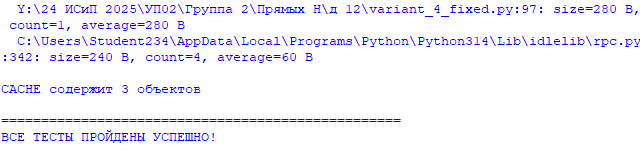 Y:\24 ИСиП 2025\УП02\Группа 2\Прямых Н\д 12\variant_4_fixed.py:97: size=280 B,
count=1, average=280 B
C:\Users\Student234\AppData\Local\Programs\Python\Python314\Lib\idlelib\rpc.py
:342: size=240 B, count=4, average=60 B
CACHE содержит 3 объектов
==================================================
ВСЕ ТЕСТЫ ПРОЙДЕНЫ УСПЕШНО!